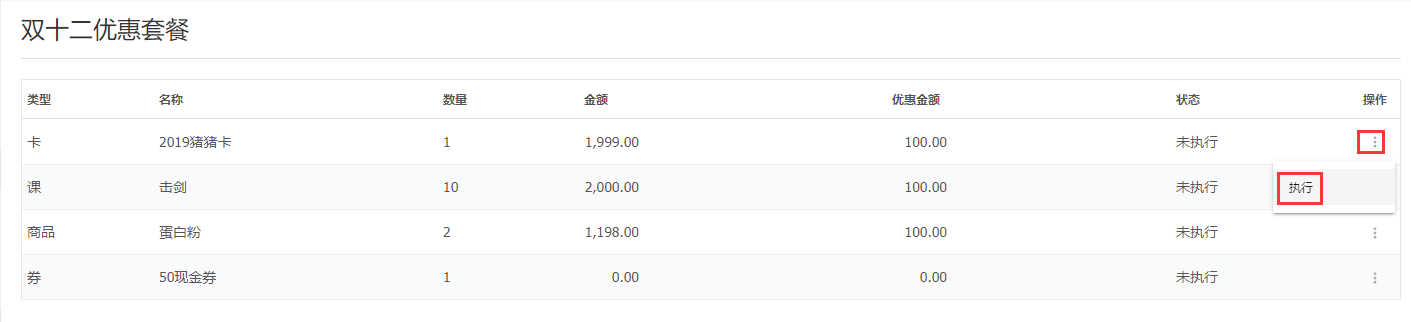 双十二优惠套餐
类型 名称 数量 金额 优惠金额 状态 操作
卡 2019猪猪卡 1 1,999.00 100.00 未执行
课 击剑 10 2,000.00 100.00 未执行 执行
商品 蛋白粉 2 1,198.00 100.00 未执行
券 50现金券 1 0.00 0.00 未执行